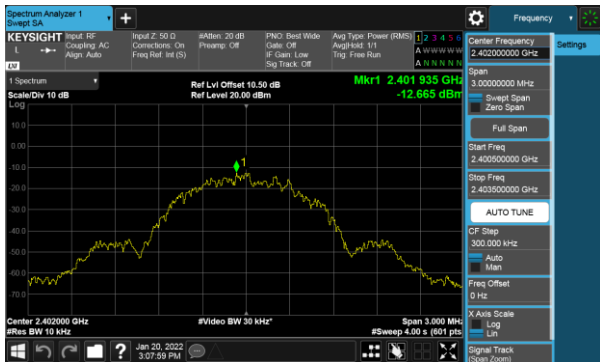 Spectrum Analyzer 1
Swept SA
Frequency
KEYSIGHT Input: RF Input Z: 50 Ω #Atten: 20 dB PNO: Best Wide Avg Type: Power (RMS) 1 2 3 4 5 6
L Coupling: AC Corrections: On Preamp: Off Gate: Off Avg|Hold: 1/1 A W W W W W
Align: Auto Freq Ref: Int (S) IF Gain: Low Trig: Free Run
LXI Sig Track: Off A N N N N N
1 Spectrum
Scale/Div 10 dB
Ref Lvl Offset 10.50 dB
Ref Level 20.00 dBm
Mkr1 2.401 935 GHz
-12.665 dBm
Log
10.0
0.00
-10.0
-20.0
-30.0
-40.0
-50.0
-60.0
-70.0
1
Center 2.402000 GHz #Video BW 30 kHz* Span 3.000 MHz
#Res BW 10 kHz #Sweep 4.00 s (601 pts)
Jan 20, 2022
3:07:59 PM
?
Center Frequency
2.402000000 GHz
Settings
Span
3.00000000 MHz
Swept Span
Zero Span
Full Span
Start Freq
2.400500000 GHz
Stop Freq
2.403500000 GHz
AUTO TUNE
CF Step
300.000 kHz
Auto
Man
Freq Offset
0 Hz
X Axis Scale
Log
Lin
Signal Track
(Span Zoom)